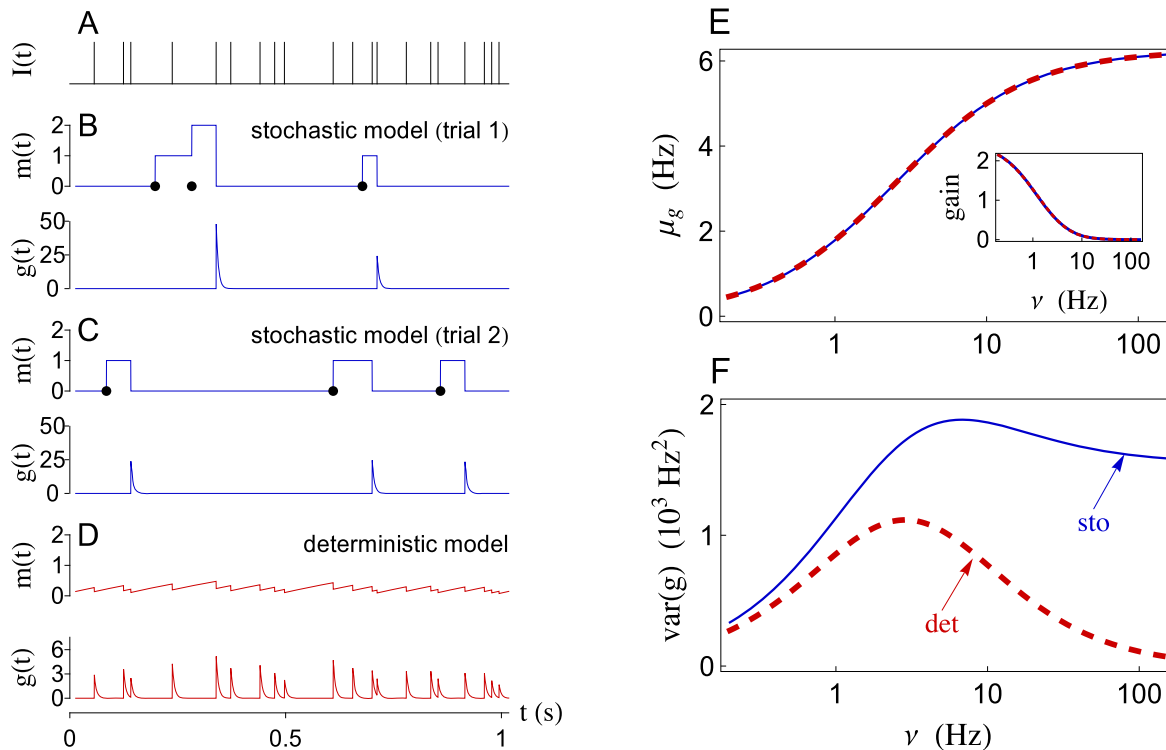 A
I(t)
B
stochastic model (trial 1)
m(t)
2
1
0
g(t)
50
25
0
C
stochastic model (trial 2)
m(t)
2
1
0
g(t)
50
25
0
D
deterministic model
m(t)
2
1
0
g(t)
6
3
0
0
0.5
1
t (s)
E
μg (Hz)
6
4
2
0
1
10
100
gain
2
1
0
1
10
100
ν (Hz)
F
var(g) (10³ Hz²)
2
1
0
sto
det
1
10
100
ν (Hz)